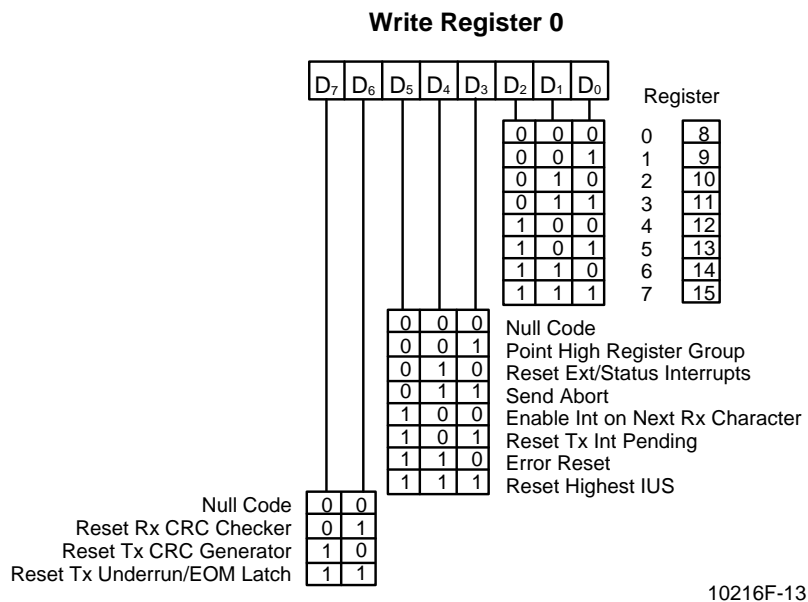 Write Register 0
D₇ D₆ D₅ D₄ D₃ D₂ D₁ D₀
Register
0 0 0 0 8
0 0 1 1 9
0 1 0 2 10
0 1 1 3 11
1 0 0 4 12
1 0 1 5 13
1 1 0 6 14
1 1 1 7 15
0 0 0 Null Code
0 0 1 Point High Register Group
0 1 0 Reset Ext/Status Interrupts
0 1 1 Send Abort
1 0 0 Enable Int on Next Rx Character
1 0 1 Reset Tx Int Pending
1 1 0 Error Reset
1 1 1 Reset Highest IUS
Null Code 0 0
Reset Rx CRC Checker 0 1
Reset Tx CRC Generator 1 0
Reset Tx Underrun/EOM Latch 1 1
10216F-13